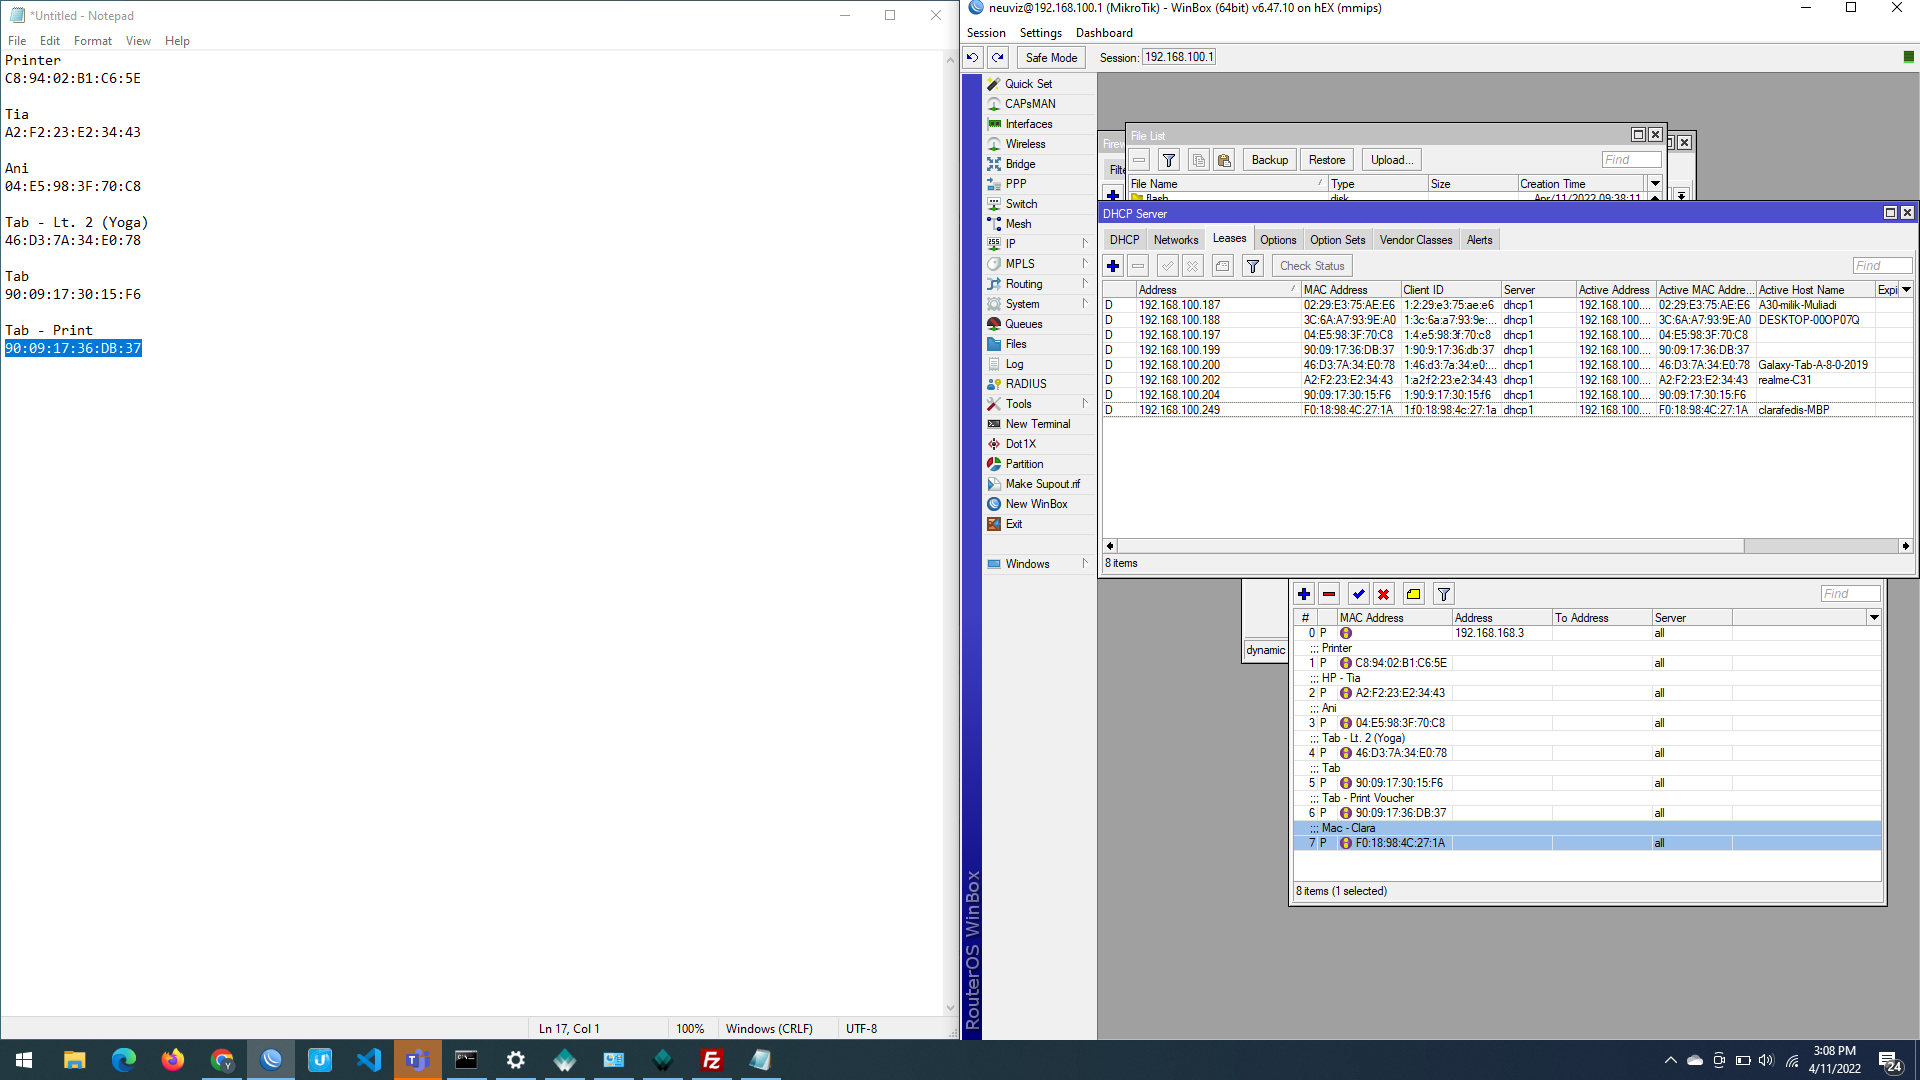 *Untitled - Notepad
File Edit Format View Help
Printer
C8:94:02:B1:C6:5E
Tia
A2:F2:23:E2:34:43
Ani
04:E5:98:3F:70:C8
Tab - Lt. 2 (Yoga)
46:D3:7A:34:E0:78
Tab
90:09:17:30:15:F6
Tab - Print
90:09:17:36:DB:37
Ln 17, Col 1 100% Windows (CRLF) UTF-8
neuviz@192.168.100.1 (MikroTik) - WinBox (64bit) v6.47.10 on hEX (mmips)
Session Settings Dashboard
Safe Mode Session: 192.168.100.1
Quick Set
CAPsMAN
Interfaces
Wireless
Bridge
PPP
Switch
Mesh
IP
MPLS
Routing
System
Queues
Files
Log
RADIUS
Tools
New Terminal
Dot1X
Partition
Make Supout.rif
New WinBox
Exit
Windows
RouterOS WinBox
File List
Backup Restore Upload... Find
File Name Type Size Creation Time
flash disk Apr/11/2022 09:38:11
DHCP Server
DHCP Networks Leases Options Option Sets Vendor Classes Alerts
Check Status Find
Address MAC Address Client ID Server Active Address Active MAC Addre... Active Host Name Expi
D 192.168.100.187 02:29:E3:75:AE:E6 1:2:29:e3:75:ae:e6 dhcp1 192.168.100.... 02:29:E3:75:AE:E6 A30-milik-Muliadi
D 192.168.100.188 3C:6A:A7:93:9E:A0 1:3c:6a:a7:93:9e:... dhcp1 192.168.100.... 3C:6A:A7:93:9E:A0 DESKTOP-00OP07Q
D 192.168.100.197 04:E5:98:3F:70:C8 1:4:e5:98:3f:70:c8 dhcp1 192.168.100.... 04:E5:98:3F:70:C8
D 192.168.100.199 90:09:17:36:DB:37 1:90:9:17:36:db:37 dhcp1 192.168.100.... 90:09:17:36:DB:37
D 192.168.100.200 46:D3:7A:34:E0:78 1:46:d3:7a:34:e0:... dhcp1 192.168.100.... 46:D3:7A:34:E0:78 Galaxy-Tab-A-8-0-2019
D 192.168.100.202 A2:F2:23:E2:34:43 1:a2:f2:23:e2:34:43 dhcp1 192.168.100.... A2:F2:23:E2:34:43 realme-C31
D 192.168.100.204 90:09:17:30:15:F6 1:90:9:17:30:15:f6 dhcp1 192.168.100.... 90:09:17:30:15:F6
D 192.168.100.249 F0:18:98:4C:27:1A 1:f0:18:98:4c:27:1a dhcp1 192.168.100.... F0:18:98:4C:27:1A clarafedis-MBP
8 items
dynamic
Find
# MAC Address Address To Address Server
0 P 192.168.168.3 all
;;; Printer
1 P C8:94:02:B1:C6:5E all
;;; HP - Tia
2 P A2:F2:23:E2:34:43 all
;;; Ani
3 P 04:E5:98:3F:70:C8 all
;;; Tab - Lt. 2 (Yoga)
4 P 46:D3:7A:34:E0:78 all
;;; Tab
5 P 90:09:17:30:15:F6 all
;;; Tab - Print Voucher
6 P 90:09:17:36:DB:37 all
;;; Mac - Clara
7 P F0:18:98:4C:27:1A all
8 items (1 selected)
3:08 PM
4/11/2022
24